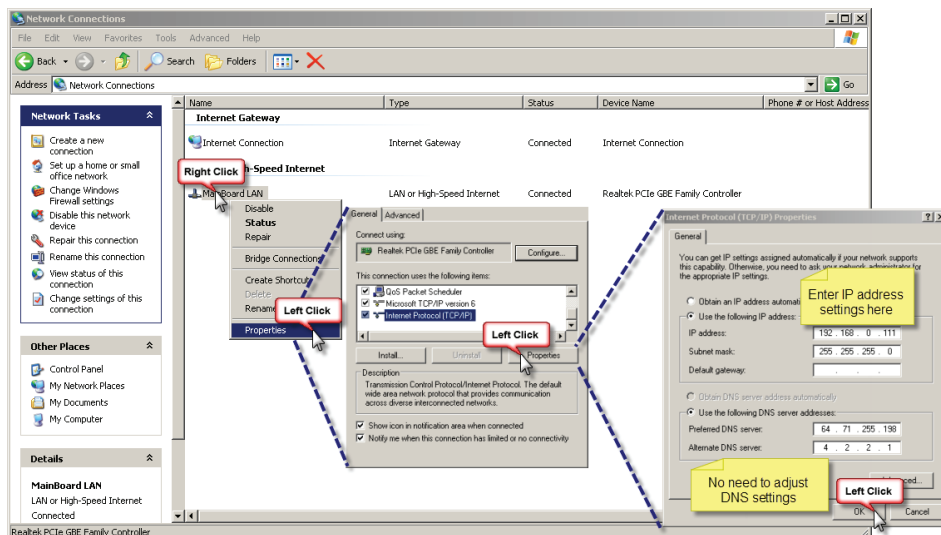 Network Connections
File Edit View Favorites Tools Advanced Help
Back Search Folders
Address Network Connections Go
Network Tasks
Create a new
connection
Set up a home or small
office network
Change Windows
Firewall settings
Disable this network
device
Repair this connection
Rename this connection
View status of this
connection
Change settings of this
connection
Other Places
Control Panel
My Network Places
My Documents
My Computer
Details
MainBoard LAN
LAN or High-Speed Internet
Connected
Realtek PCIe GBE Family Controller
Name Type Status Device Name Phone # or Host Address
Internet Gateway
Internet Connection Internet Gateway Connected Internet Connection
High-Speed Internet
Right Click
MainBoard LAN LAN or High-Speed Internet Connected Realtek PCIe GBE Family Controller
Disable
Status
Repair
Bridge Connections
Create Shortcut
Delete
Rename
Left Click
Properties
General Advanced
Connect using:
Realtek PCIe GBE Family Controller Configure...
This connection uses the following items:
QoS Packet Scheduler
Microsoft TCP/IP version 6
Internet Protocol (TCP/IP)
Left Click
Install... Uninstall Properties
Description
Transmission Control Protocol/Internet Protocol. The default
wide area network protocol that provides communication
across diverse interconnected networks.
Show icon in notification area when connected
Notify me when this connection has limited or no connectivity
Internet Protocol (TCP/IP) Properties
General
You can get IP settings assigned automatically if your network supports
this capability. Otherwise, you need to ask your network administrator for
the appropriate IP settings.
Obtain an IP address
Use the following IP address:
Enter IP address
settings here
IP address: 192 . 168 . 0 . 111
Subnet mask: 255 . 255 . 255 . 0
Default gateway: . . .
Obtain DNS server address automatically
Use the following DNS server addresses:
Preferred DNS server: 64 . 71 . 255 . 198
Alternate DNS server: 4 . 2 . 2 . 1
No need to adjust
DNS settings
Left Click
OK Cancel